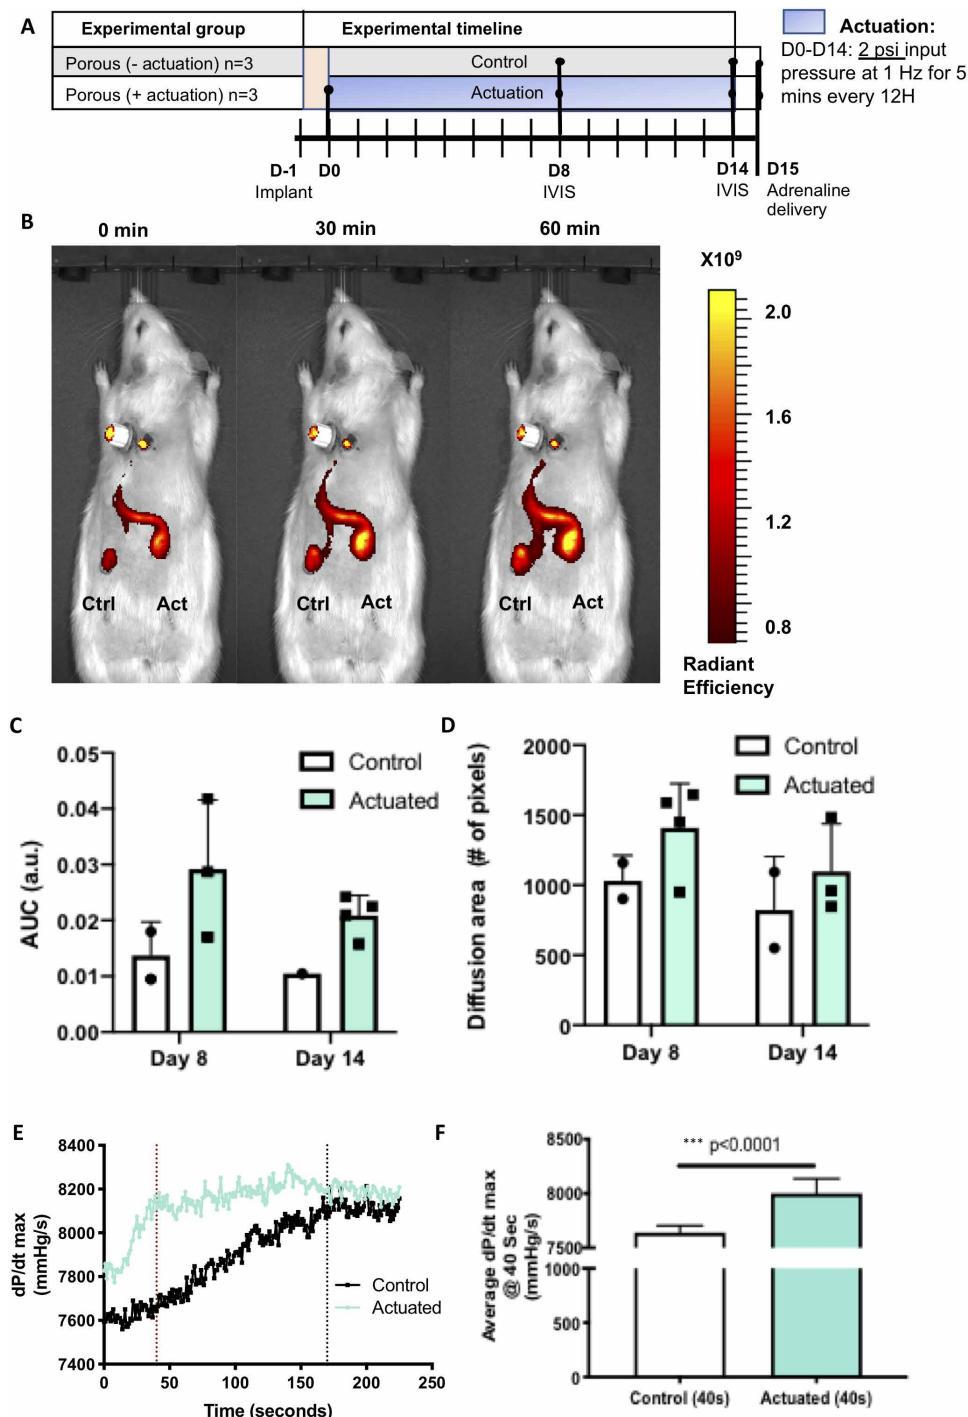 A
Experimental group
Experimental timeline
Actuation:
Porous (- actuation) n=3
Control
D0-D14: 2 psi input
pressure at 1 Hz for 5
mins every 12H
Porous (+ actuation) n=3
Actuation
D-1
D0
D8
D14
D15
Implant
IVIS
IVIS
Adrenaline
delivery
B
0 min
30 min
60 min
X10⁹
2.0
1.6
1.2
0.8
Ctrl
Act
Ctrl
Act
Ctrl
Act
Radiant
Efficiency
C
AUC (a.u.)
0.05
0.04
0.03
0.02
0.01
0.00
Control
Actuated
Day 8
Day 14
D
Diffusion area (# of pixels)
2000
1500
1000
500
0
Control
Actuated
Day 8
Day 14
E
dP/dt max
(mmHg/s)
8400
8200
8000
7800
7600
7400
Control
Actuated
0
50
100
150
200
250
Time (seconds)
F
Average dP/dt max
@ 40 Sec
(mmHg/s)
8500
8000
7500
1000
500
0
*** p<0.0001
Control (40s)
Actuated (40s)